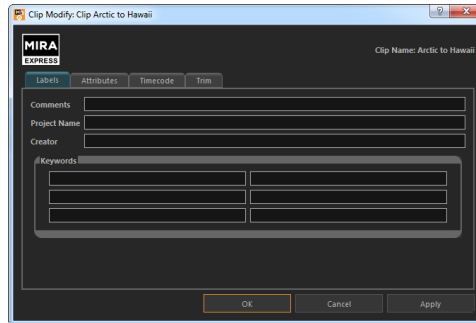 Clip Modify: Clip Arctic to Hawaii
MIRA
EXPRESS
Clip Name: Arctic to Hawaii
Labels Attributes Timecode Trim
Comments
Project Name
Creator
Keywords
OK Cancel Apply